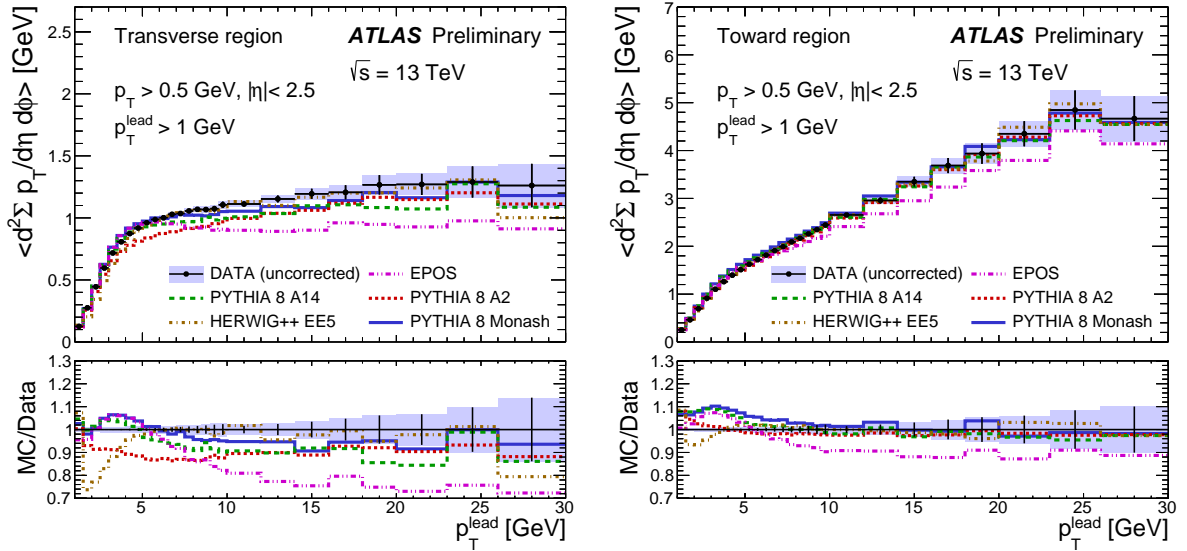 <d²Σ p_T/dη dϕ> [GeV]
Transverse region
ATLAS Preliminary
√s = 13 TeV
p_T > 0.5 GeV, |η| < 2.5
p_T^lead > 1 GeV
2.5
2
1.5
1
0.5
0
DATA (uncorrected)
EPOS
PYTHIA 8 A14
PYTHIA 8 A2
HERWIG++ EE5
PYTHIA 8 Monash
MC/Data
1.3
1.2
1.1
1
0.9
0.8
0.7
5 10 15 20 25 30
p_T^lead [GeV]
<d²Σ p_T/dη dϕ> [GeV]
Toward region
ATLAS Preliminary
√s = 13 TeV
p_T > 0.5 GeV, |η| < 2.5
p_T^lead > 1 GeV
7
6
5
4
3
2
1
0
DATA (uncorrected)
EPOS
PYTHIA 8 A14
PYTHIA 8 A2
HERWIG++ EE5
PYTHIA 8 Monash
MC/Data
1.3
1.2
1.1
1
0.9
0.8
0.7
5 10 15 20 25 30
p_T^lead [GeV]